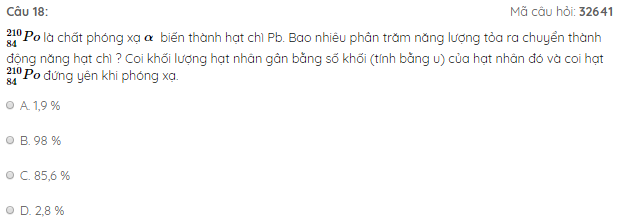 Câu 18: Mã câu hỏi: 32641
²¹⁰₈₄Po là chất phóng xạ α biến thành hạt chì Pb. Bao nhiêu phân trăm năng lượng tỏa ra chuyển thành
động năng hạt chì ? Coi khối lượng hạt nhân gân bằng số khối (tính bằng u) của hạt nhân đó và coi hạt
²¹⁰₈₄Po đứng yên khi phóng xạ.
A. 1,9 %
B. 98 %
C. 85,6 %
D. 2,8 %